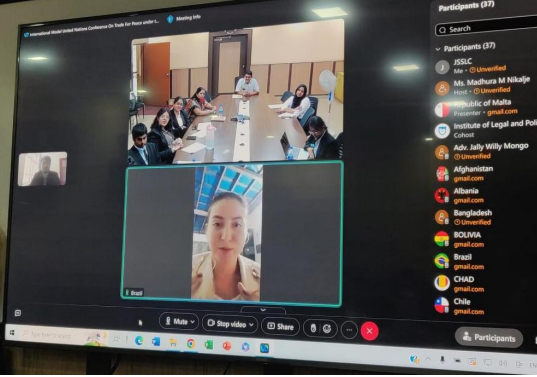 International Model United Nations Conference On Trade For Peace under t...
Meeting Info
Participants (37)
Search
Participants (37)
J
JSSLC
Me • Unverified
Ms. Madhura M Nikalje
Host • Unverified
Republic of Malta
Presenter • gmail.com
Institute of Legal and Poli
Cohost
Adv. Jally Willy Mongo
Unverified
Afghanistan
gmail.com
Albania
gmail.com
Bangladesh
Unverified
BOLIVIA
gmail.com
Brazil
gmail.com
CHAD
gmail.com
Chile
gmail.com
Brazil
Mute
Stop video
Share
Participants